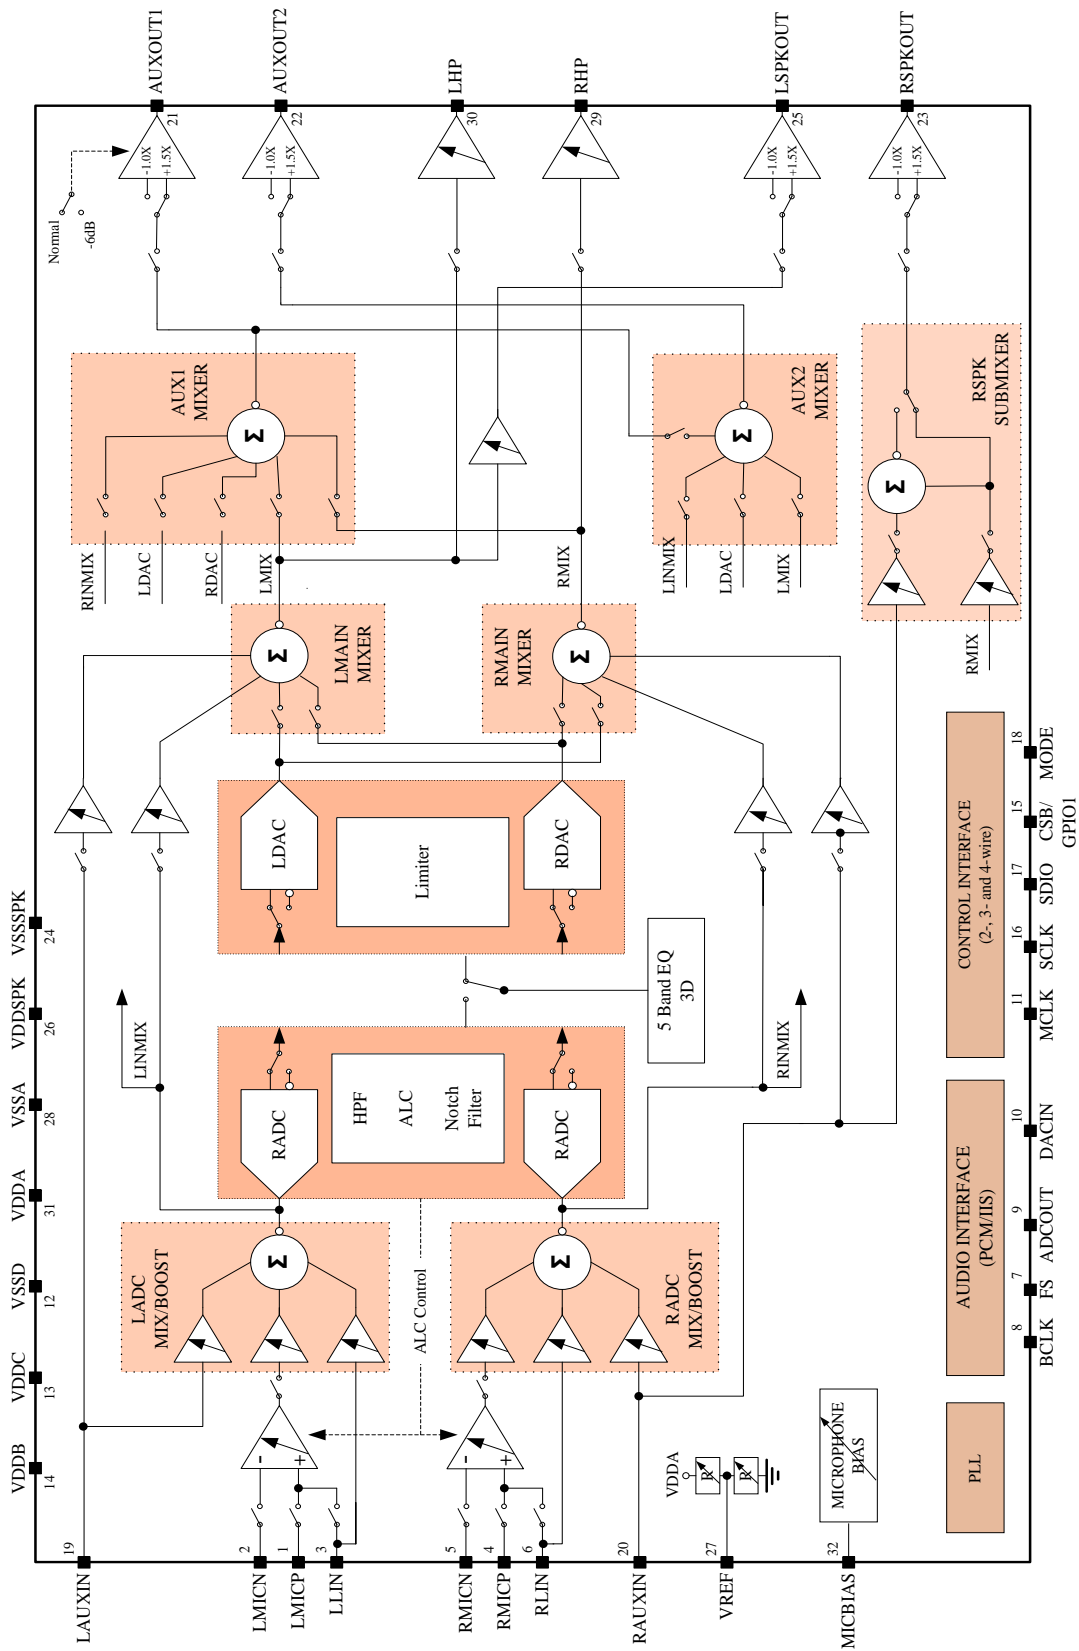 AUXOUT1
AUXOUT2
LHP
RHP
LSPKOUT
RSPKOUT
21
22
30
29
25
23
-1.0X
+1.5X
-1.0X
+1.5X
-1.0X
+1.5X
-1.0X
+1.5X
Normal
-6dB
AUX1
MIXER
Σ
RINMIX
LDAC
RDAC
LMIX
RMIX
AUX2
MIXER
Σ
LINMIX
LDAC
LMIX
RSPK
SUBMIXER
Σ
RMIX
LMAIN
MIXER
Σ
RMAIN
MIXER
Σ
LDAC
Limiter
RDAC
5 Band EQ
3D
LINMIX
RINMIX
RADC
HPF
ALC
Notch
Filter
RADC
LADC
MIX/BOOST
Σ
RADC
MIX/BOOST
Σ
ALC Control
-
+
-
+
VSSSPK
24
VDDSPK
26
VSSA
28
VDDA
31
VSSD
12
VDDC
13
VDDB
14
CONTROL INTERFACE
(2-, 3- and 4-wire)
18
MODE
15
CSB/
GPIO1
17
SDIO
16
SCLK
11
MCLK
AUDIO INTERFACE
(PCM/IIS)
10
DACIN
9
ADCOUT
7
FS
8
BCLK
PLL
MICROPHONE
BIAS
VDDA
R
R
19
LAUXIN
2
LMICN
1
LMICP
3
LLIN
5
RMICN
4
RMICP
6
RLIN
20
RAUXIN
27
VREF
32
MICBIAS